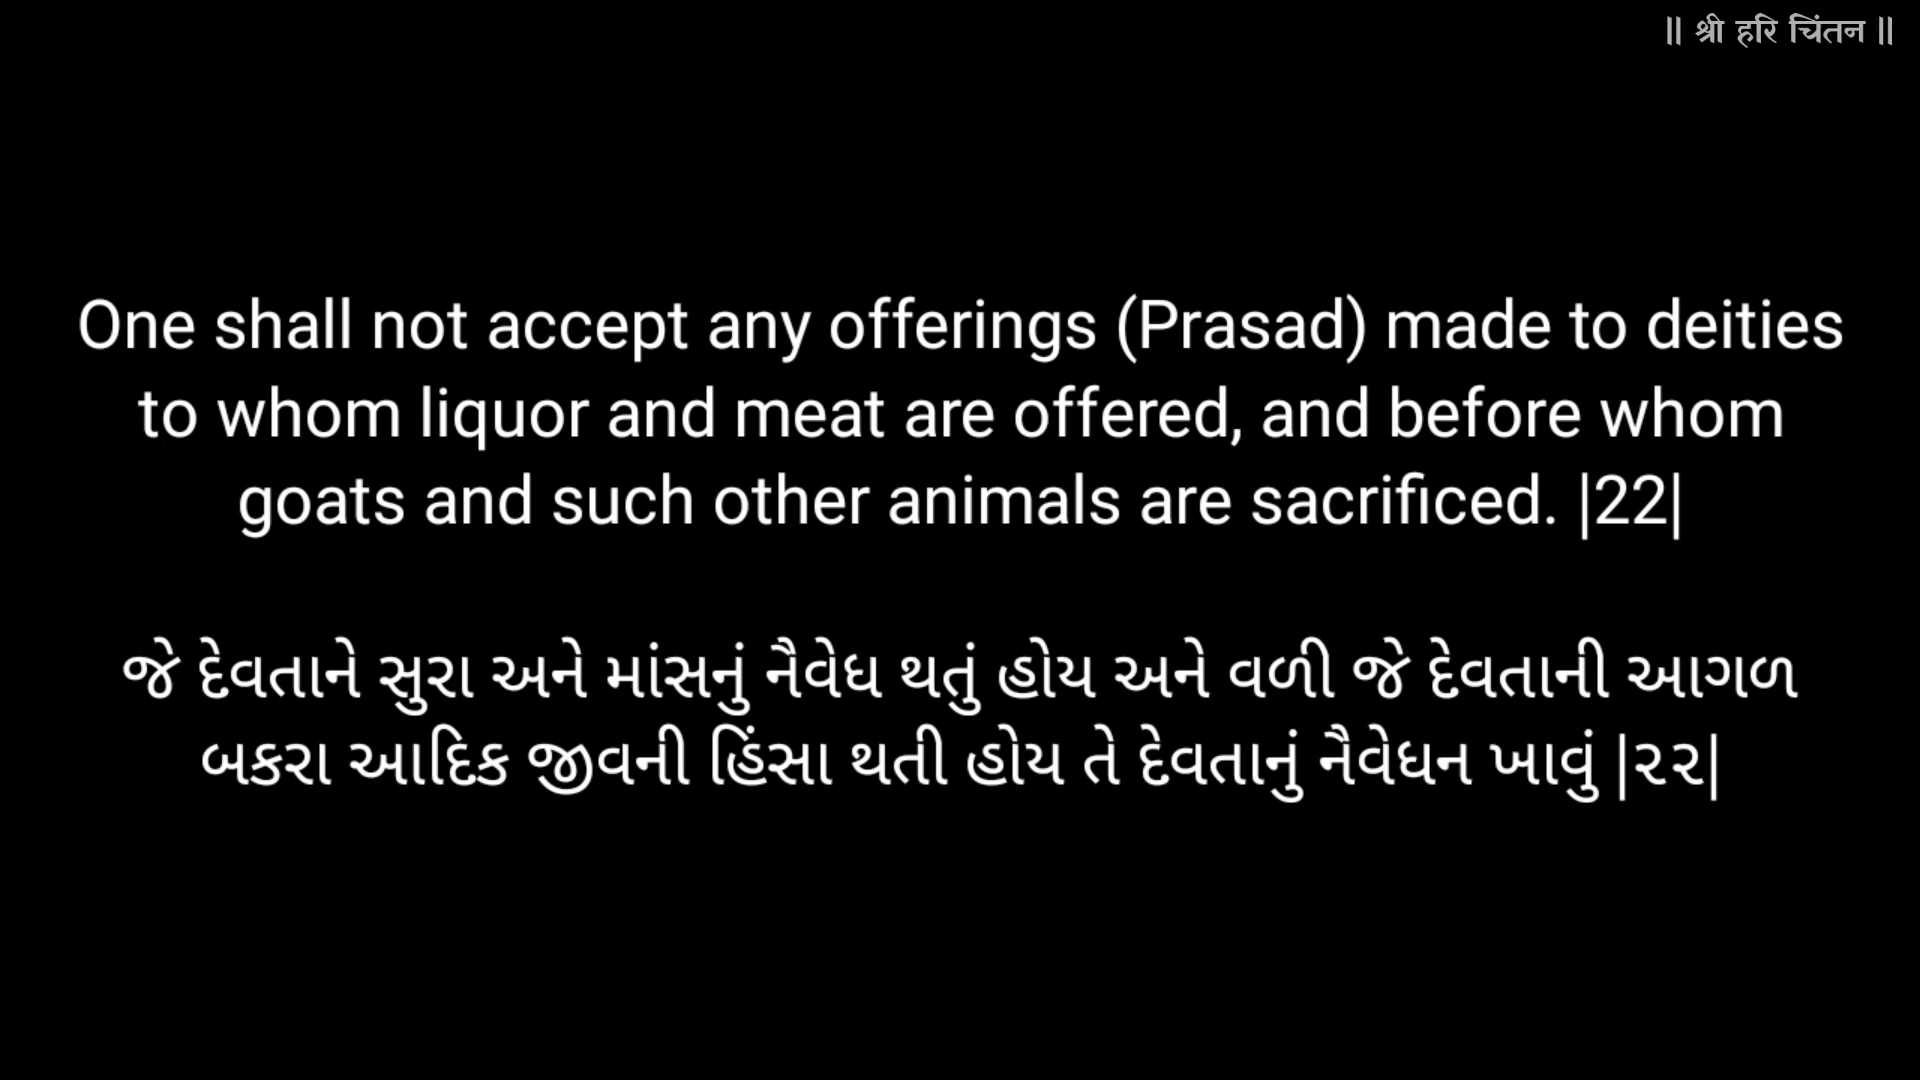 ॥ श्री हरि चिंतन ॥
One shall not accept any offerings (Prasad) made to deities
to whom liquor and meat are offered, and before whom
goats and such other animals are sacrificed. |22|
જે દેવતાને સુરા અને માંસનું નૈવેધ થતું હોય અને વળી જે દેવતાની આગળ
બકરા આદિક જીવની હિંસા થતી હોય તે દેવતાનું નૈવેધન ખાવું |૨૨|